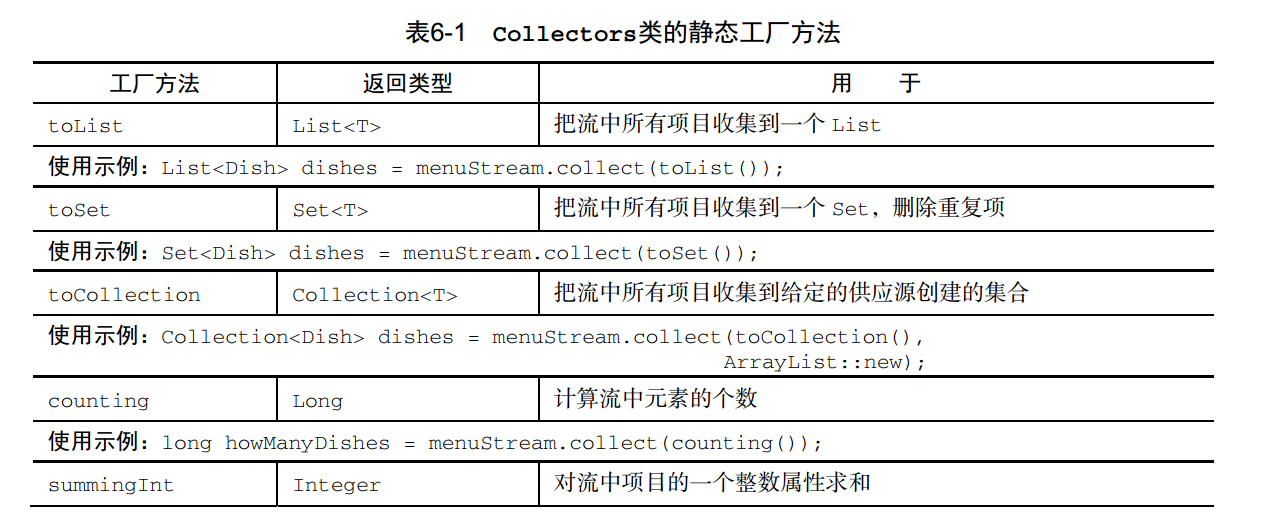 表6-1 Collectors类的静态工厂方法
工厂方法 返回类型 用 于
toList List<T> 把流中所有项目收集到一个 List
使用示例：List<Dish> dishes = menuStream.collect(toList());
toSet Set<T> 把流中所有项目收集到一个 Set，删除重复项
使用示例：Set<Dish> dishes = menuStream.collect(toSet());
toCollection Collection<T> 把流中所有项目收集到给定的供应源创建的集合
使用示例：Collection<Dish> dishes = menuStream.collect(toCollection(),
ArrayList::new);
counting Long 计算流中元素的个数
使用示例：long howManyDishes = menuStream.collect(counting());
summingInt Integer 对流中项目的一个整数属性求和